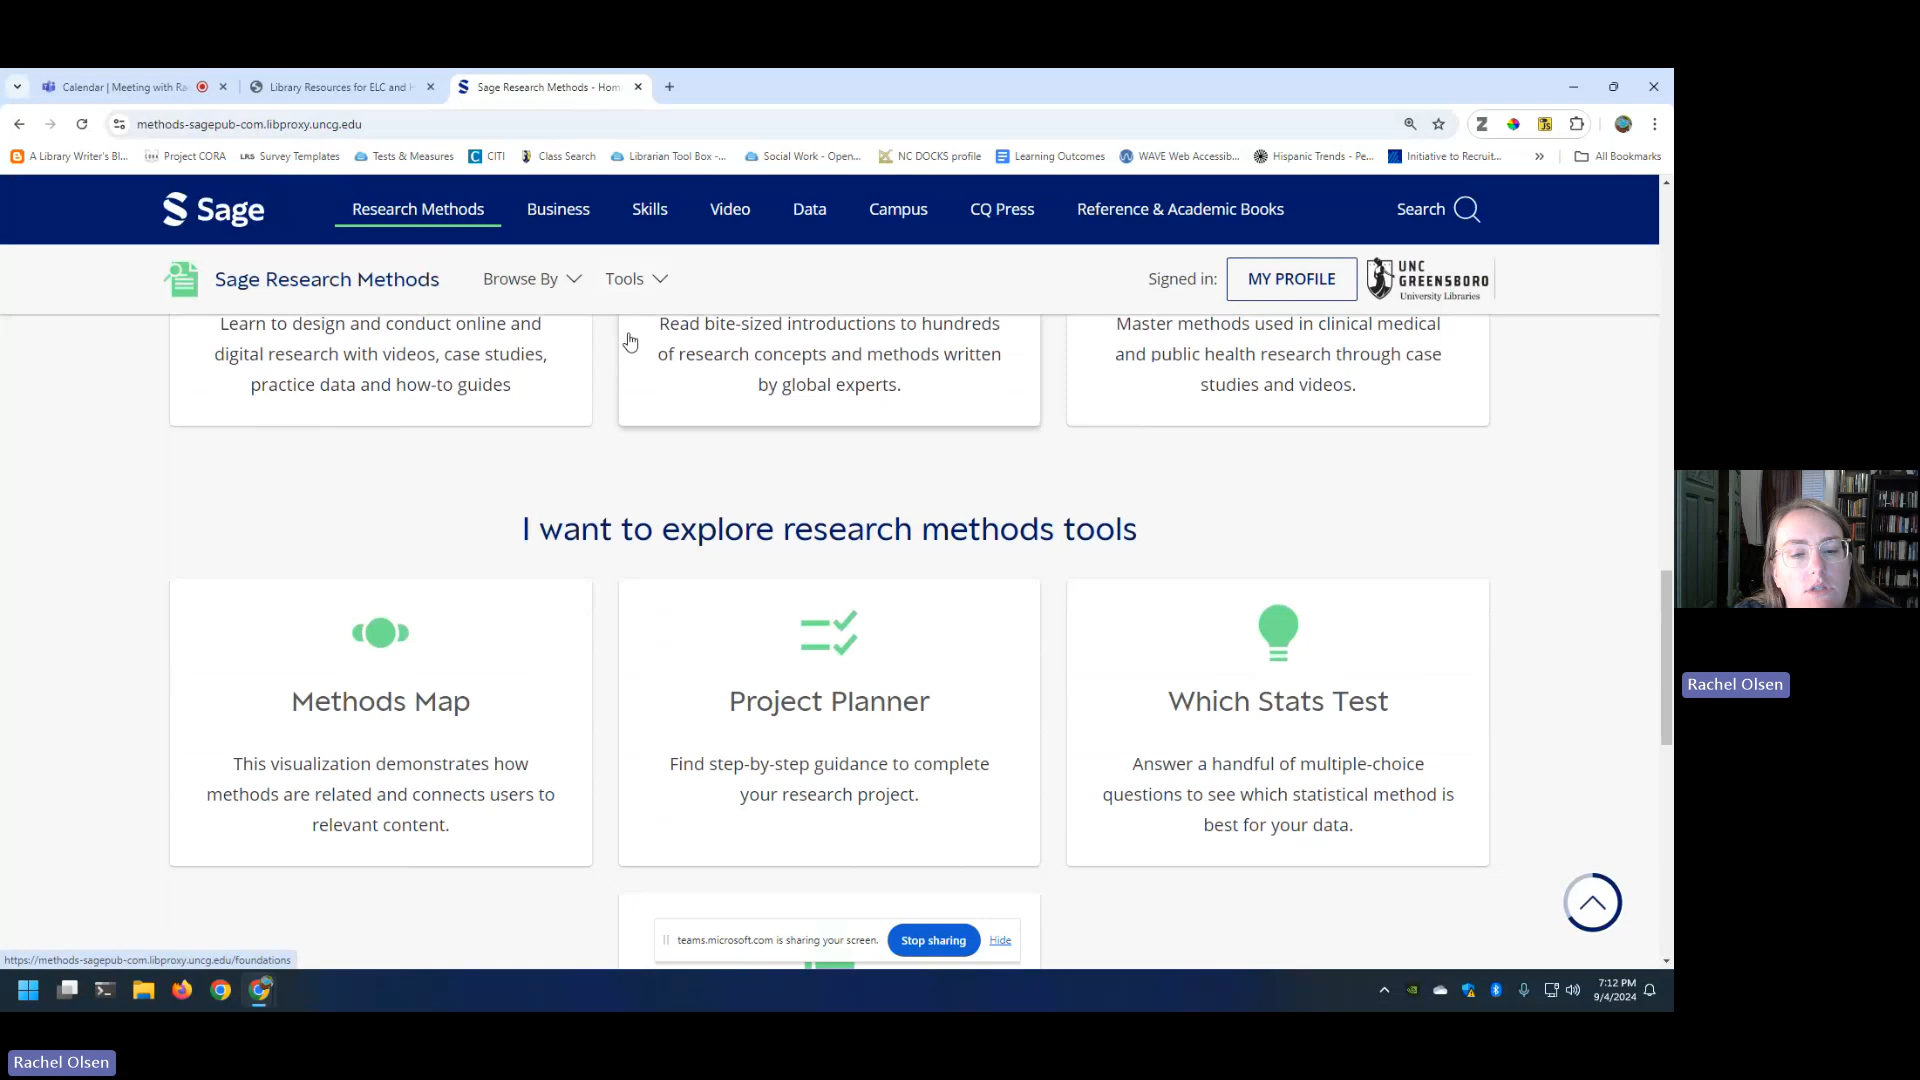 Calendar | Meeting with Ra
Library Resources for ELC and H
Sage Research Methods - Hom
methods-sagepub-com.libproxy.uncg.edu
A Library Writer's Bl...
Project CORA
LRS Survey Templates
Tests & Measures
C CITI
Class Search
Librarian Tool Box -...
Social Work - Open...
NC DOCKS profile
Learning Outcomes
WAVE Web Accessib...
Hispanic Trends - Pe...
Initiative to Recruit...
»
All Bookmarks
Sage
Research Methods
Business
Skills
Video
Data
Campus
CQ Press
Reference & Academic Books
Search
Sage Research Methods
Browse By
Tools
Signed in:
MY PROFILE
UNC
GREENSBORO
University Libraries
Learn to design and conduct online and
digital research with videos, case studies,
practice data and how-to guides
Read bite-sized introductions to hundreds
of research concepts and methods written
by global experts.
Master methods used in clinical medical
and public health research through case
studies and videos.
I want to explore research methods tools
Methods Map
This visualization demonstrates how
methods are related and connects users to
relevant content.
Project Planner
Find step-by-step guidance to complete
your research project.
Which Stats Test
Answer a handful of multiple-choice
questions to see which statistical method is
best for your data.
teams.microsoft.com is sharing your screen.
Stop sharing
Hide
https://methods-sagepub-com.libproxy.uncg.edu/foundations
7:12 PM
9/4/2024
Rachel Olsen
Rachel Olsen